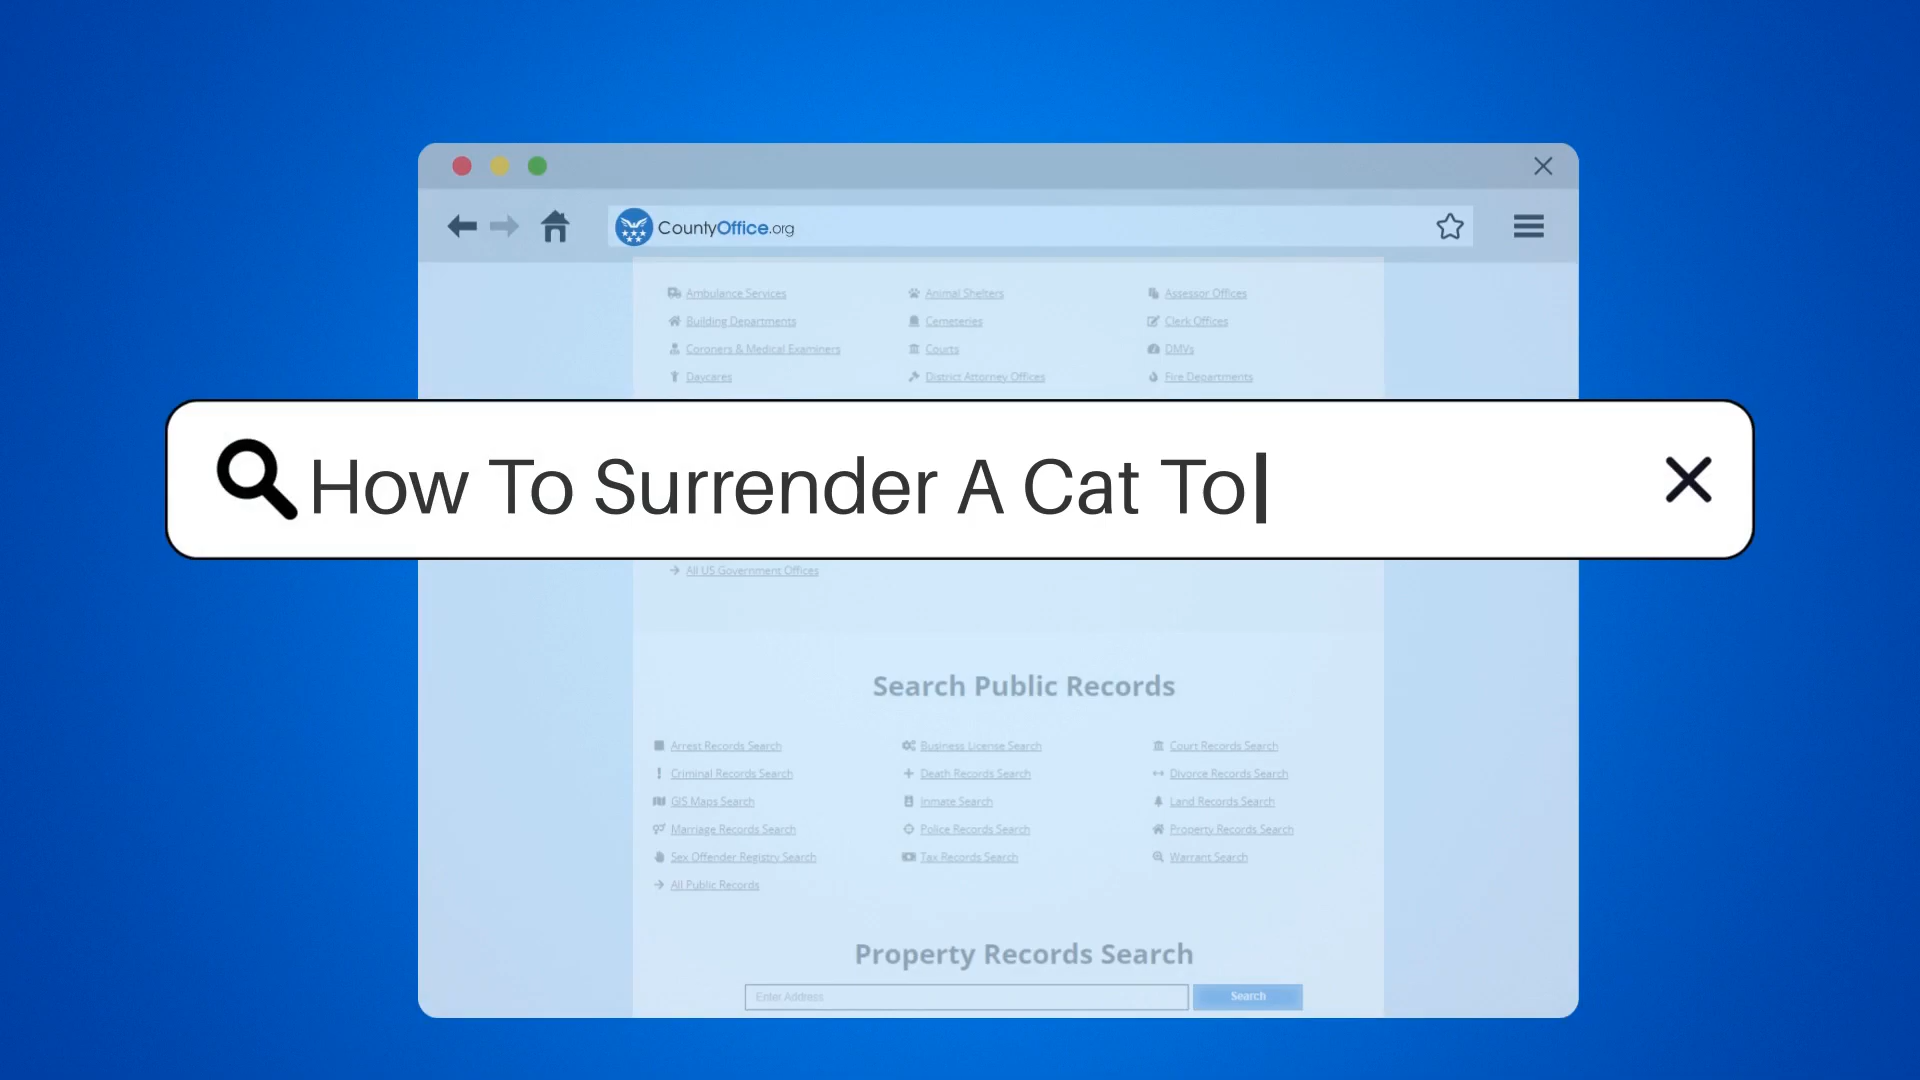 CountyOffice.org
Ambulance Services Animal Shelters Assessor Offices
Building Departments Cemeteries Clerk Offices
Coroners & Medical Examiners Courts DMVs
Daycares District Attorney Offices Fire Departments
How To Surrender A Cat To
All US Government Offices
Search Public Records
Arrest Records Search Business License Search Court Records Search
Criminal Records Search Death Records Search Divorce Records Search
GIS Maps Search Inmate Search Land Records Search
Marriage Records Search Police Records Search Property Records Search
Sex Offender Registry Search Tax Records Search Warrant Search
All Public Records
Property Records Search
Enter Address Search